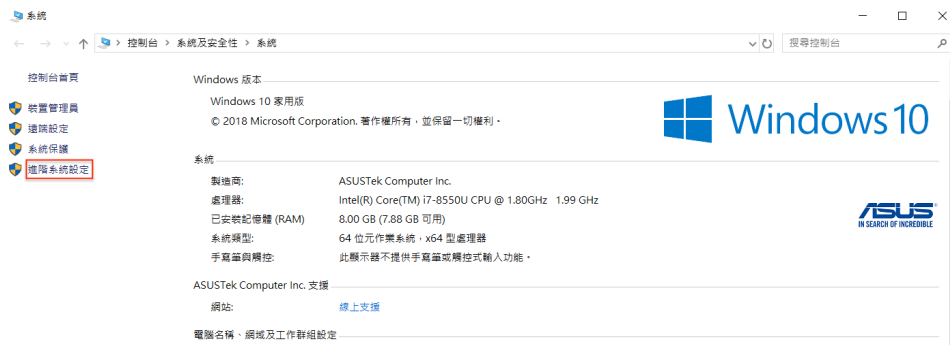 系統
控制台 > 系統及安全性 > 系統
搜尋控制台
控制台首頁
裝置管理員
遠端設定
系統保護
進階系統設定
Windows 版本
Windows 10 家用版
© 2018 Microsoft Corporation. 著作權所有，並保留一切權利。
Windows 10
系統
製造商: ASUSTek Computer Inc.
處理器: Intel(R) Core(TM) i7-8550U CPU @ 1.80GHz 1.99 GHz
已安裝記憶體 (RAM) 8.00 GB (7.88 GB 可用)
系統類型: 64 位元作業系統，x64 型處理器
手寫筆與觸控: 此顯示器不提供手寫筆或觸控式輸入功能。
ASUS
IN SEARCH OF INCREDIBLE
ASUSTek Computer Inc. 支援
網站: 線上支援
電腦名稱、網域及工作群組設定